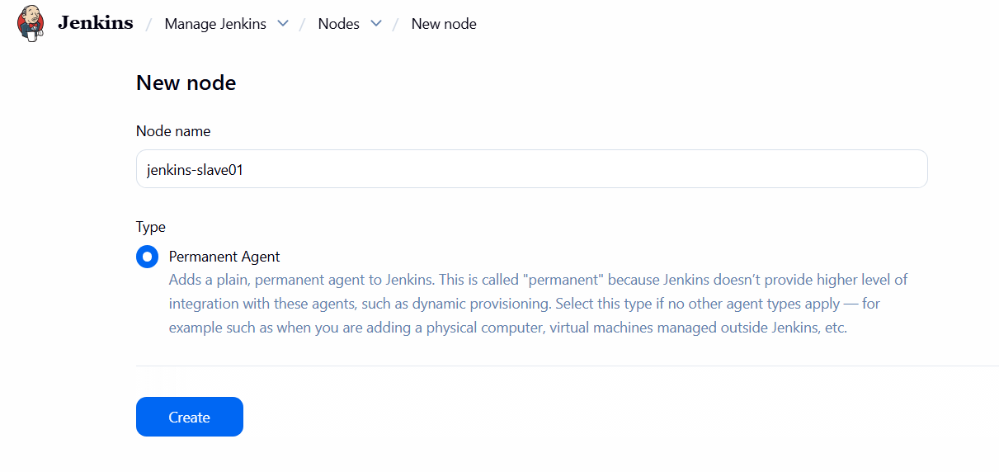 Jenkins / Manage Jenkins / Nodes / New node
New node
Node name
jenkins-slave01
Type
Permanent Agent
Adds a plain, permanent agent to Jenkins. This is called "permanent" because Jenkins doesn’t provide higher level of
integration with these agents, such as dynamic provisioning. Select this type if no other agent types apply — for
example such as when you are adding a physical computer, virtual machines managed outside Jenkins, etc.
Create